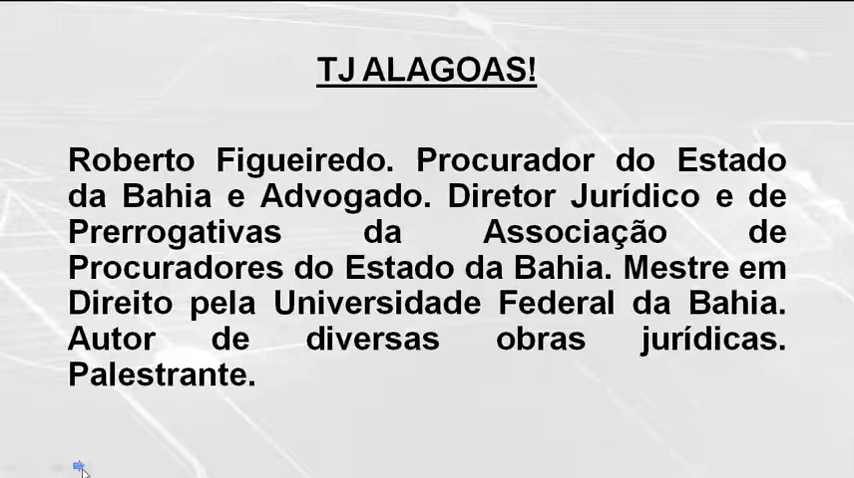 TJ ALAGOAS!
Roberto Figueiredo. Procurador do Estado
da Bahia e Advogado. Diretor Jurídico e de
Prerrogativas da Associação de
Procuradores do Estado da Bahia. Mestre em
Direito pela Universidade Federal da Bahia.
Autor de diversas obras jurídicas.
Palestrante.